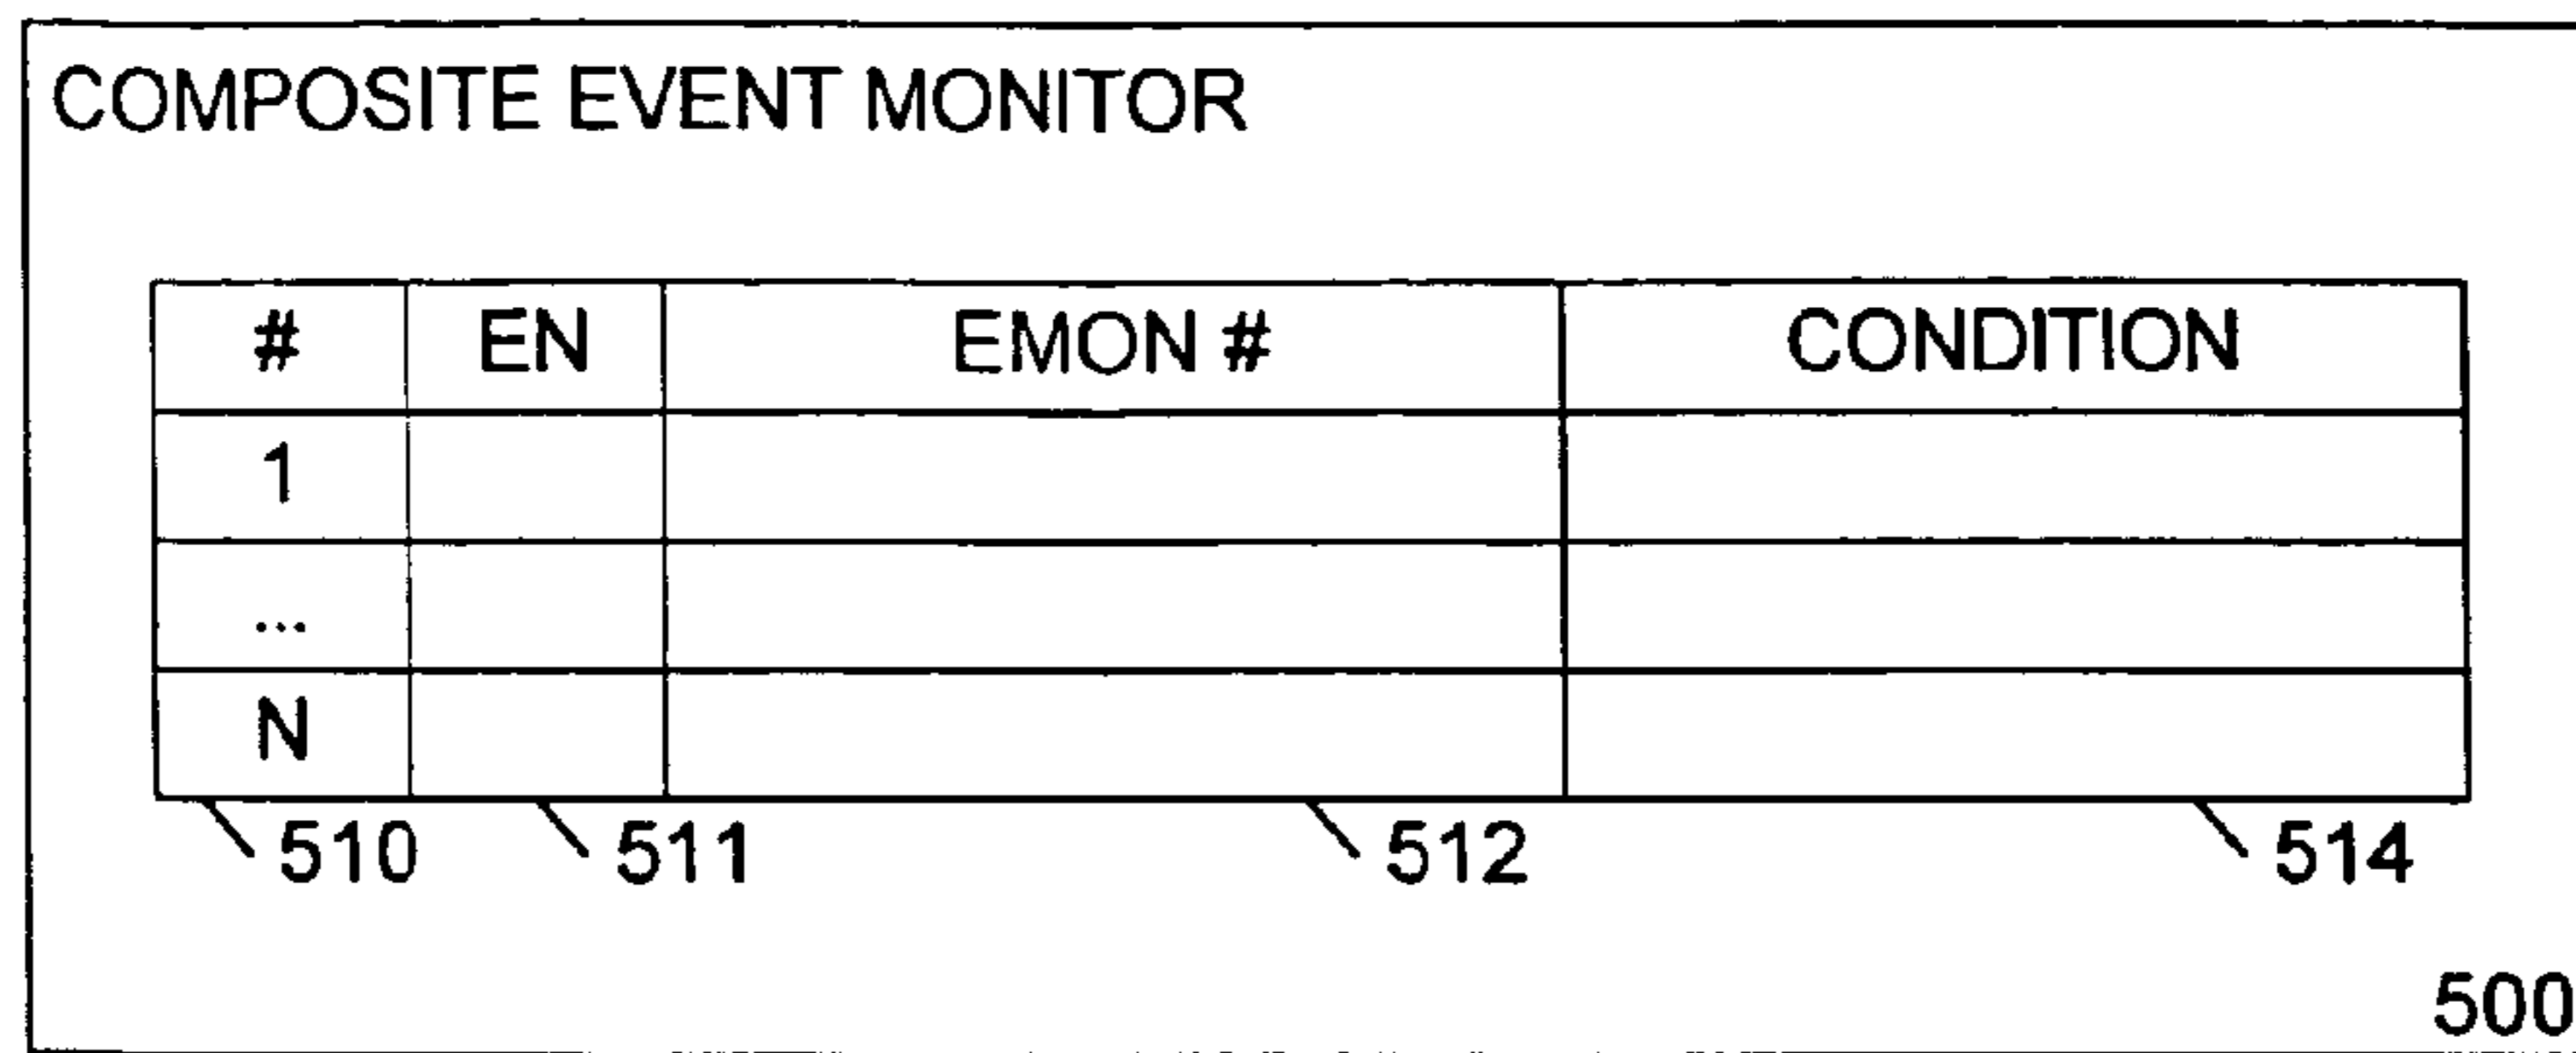 COMPOSITE EVENT MONITOR
# EN EMON # CONDITION
1
...
N
510 511 512 514
500